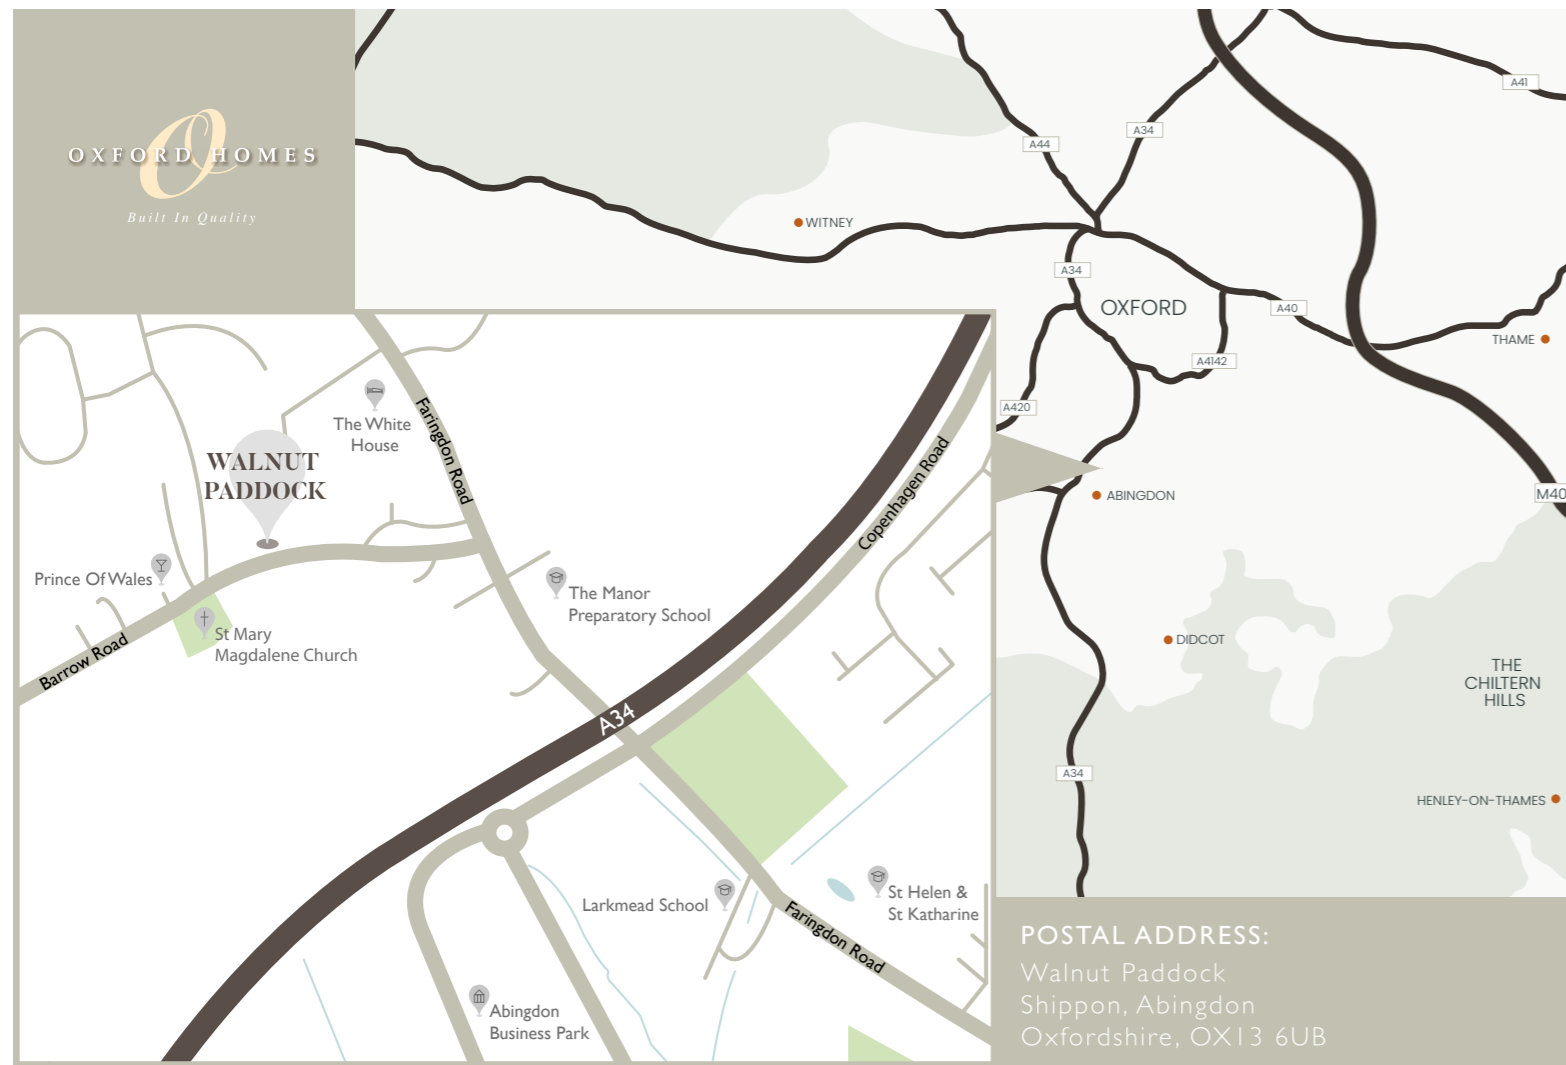 OXFORD HOMES
Built In Quality
A41
A34
A44
WITNEY
A34
OXFORD
A40
THAME
A4142
A420
M40
ABINGDON
DIDCOT
THE
CHILTERN
HILLS
A34
HENLEY-ON-THAMES
The White
House
Faringdon Road
WALNUT
PADDOCK
Copenhagen Road
Prince Of Wales
The Manor
Preparatory School
St Mary
Magdalene Church
Barrow Road
A34
Larkmead School
St Helen &
St Katharine
Faringdon Road
Abingdon
Business Park
POSTAL ADDRESS:
Walnut Paddock
Shippon, Abingdon
Oxfordshire, OX13 6UB